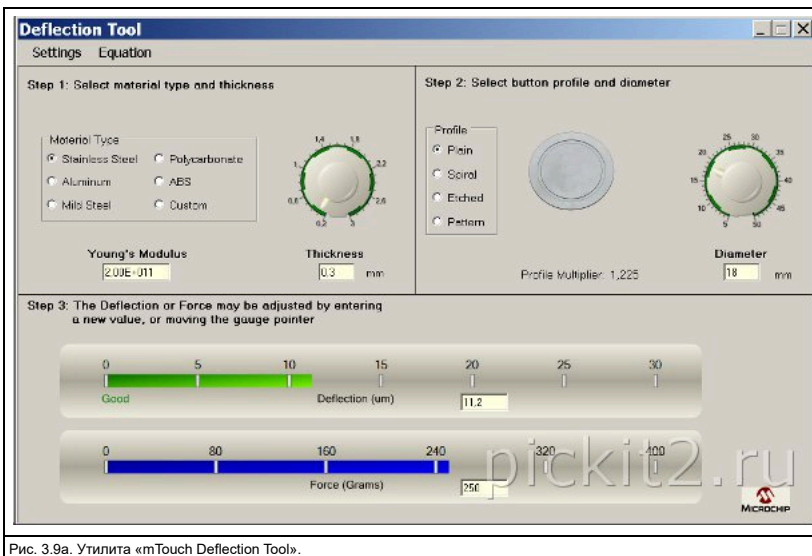 Deflection Tool
Settings Equation
Step 1: Select material type and thickness
Material Type
Stainless Steel Polycarbonate
Aluminum ABS
Mild Steel Custom
1,4 1,8
1 2,2
0,6 2,6
0,2 3
Young's Modulus Thickness
2.00E+011 0,3 mm
Step 2: Select button profile and diameter
Profile
Plain
Spiral
Etched
Pattern
25 30
20 35
15 40
10 45
5 50
Diameter
Profile Multiplier: 1,225 18 mm
Step 3: The Deflection or Force may be adjusted by entering
a new value, or moving the gauge pointer
0 5 10 15 20 25 30
Good Deflection (um) 11,2
0 80 160 240 320 400
Force (Grams) 250
pickit2.ru
MICROCHIP
Рис. 3.9а. Утилита «mTouch Deflection Tool».